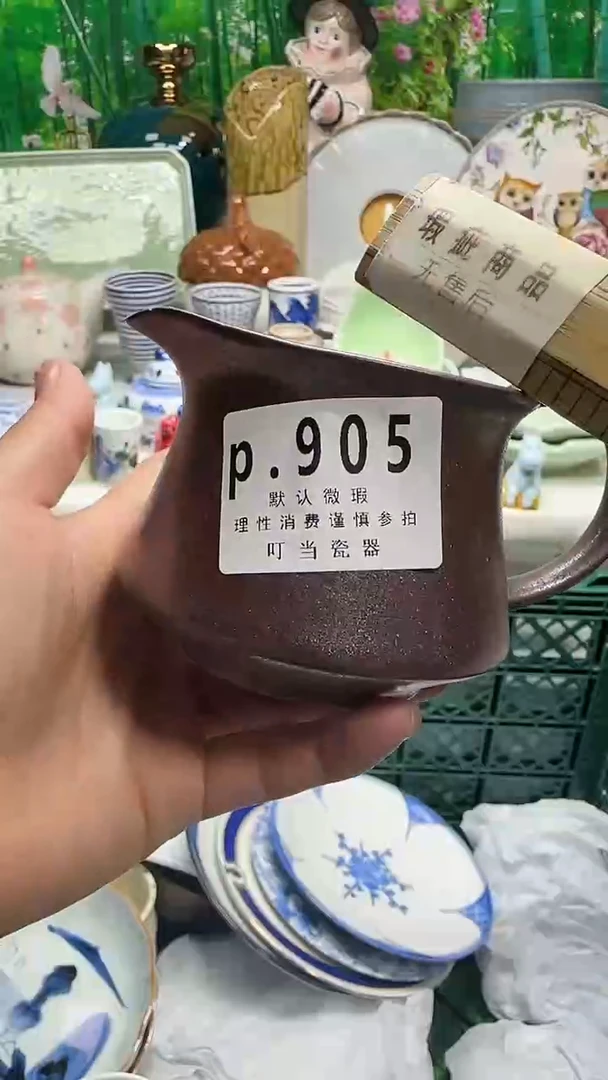 瑕疵商品
无售后
p.905
默认微瑕
理性消费谨慎参拍
叮当瓷器